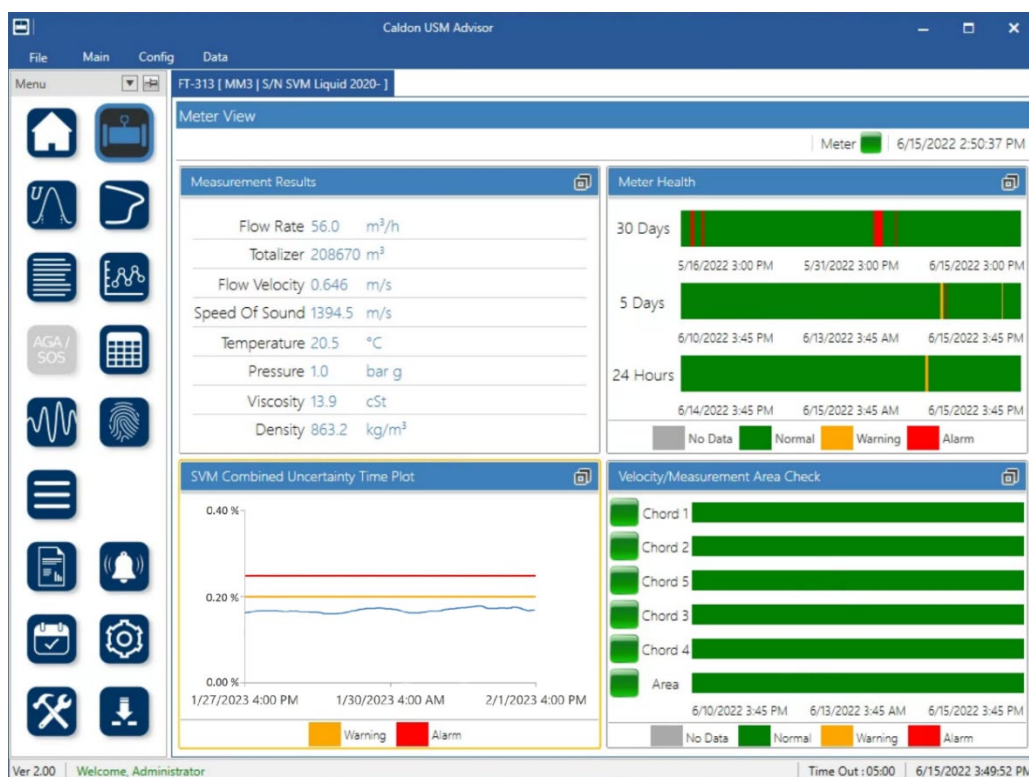 Caldon USM Advisor
File Main Config Data
Menu
FT-313 [ MM3 | S/N SVM Liquid 2020- ]
Meter View
Meter 6/15/2022 2:50:37 PM
Measurement Results
Flow Rate 56.0 m³/h
Totalizer 208670 m³
Flow Velocity 0.646 m/s
Speed Of Sound 1394.5 m/s
Temperature 20.5 °C
Pressure 1.0 bar g
Viscosity 13.9 cSt
Density 863.2 kg/m³
Meter Health
30 Days
5/16/2022 3:00 PM 5/31/2022 3:00 PM 6/15/2022 3:00 PM
5 Days
6/10/2022 3:45 PM 6/13/2022 3:45 AM 6/15/2022 3:45 PM
24 Hours
6/14/2022 3:45 PM 6/15/2022 3:45 AM 6/15/2022 3:45 PM
No Data Normal Warning Alarm
SVM Combined Uncertainty Time Plot
0.40 %
0.20 %
0.00 %
1/27/2023 4:00 PM 1/30/2023 4:00 AM 2/1/2023 4:00 PM
Warning Alarm
Velocity/Measurement Area Check
Chord 1
Chord 2
Chord 5
Chord 3
Chord 4
Area
6/10/2022 3:45 PM 6/13/2022 3:45 AM 6/15/2022 3:45 PM
No Data Normal Warning Alarm
U
AGA /
SOS
Ver 2.00 Welcome, Administrator Time Out : 05:00 6/15/2022 3:49:52 PM